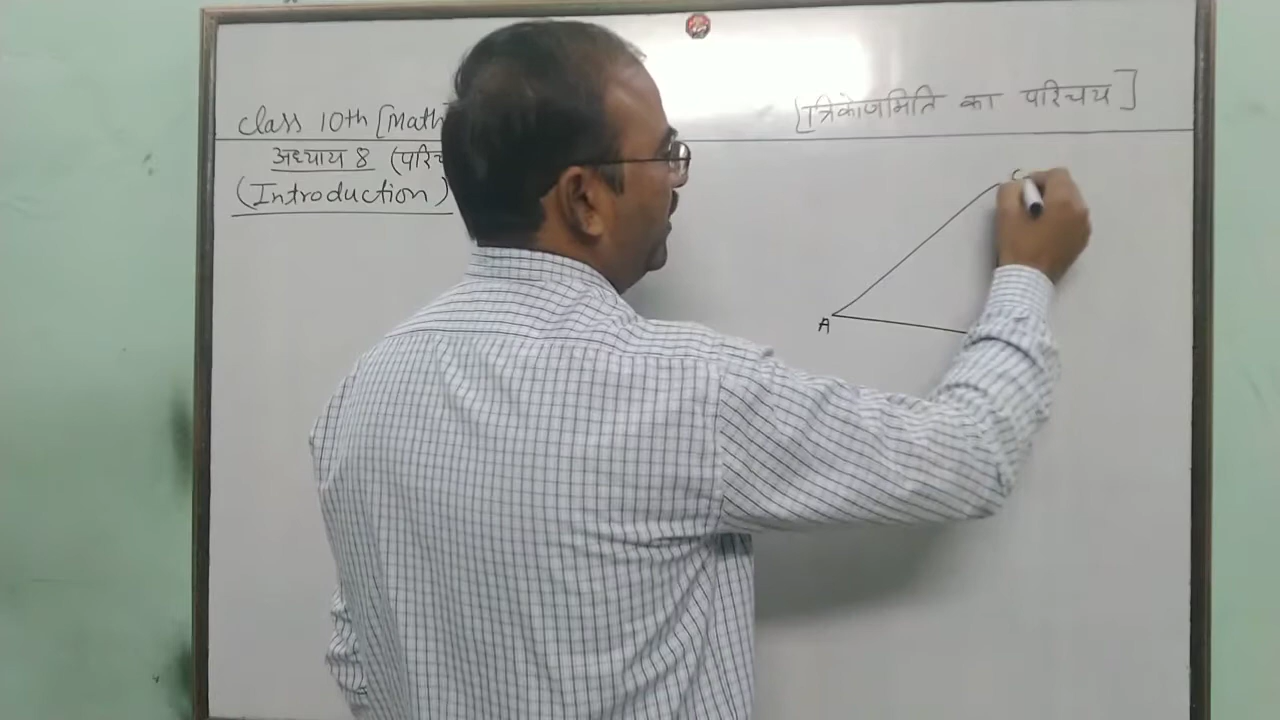 Class 10th [Math
[त्रिकोणमिति का परिचय]
अध्याय 8 (परिच
(Introduction)
C
A